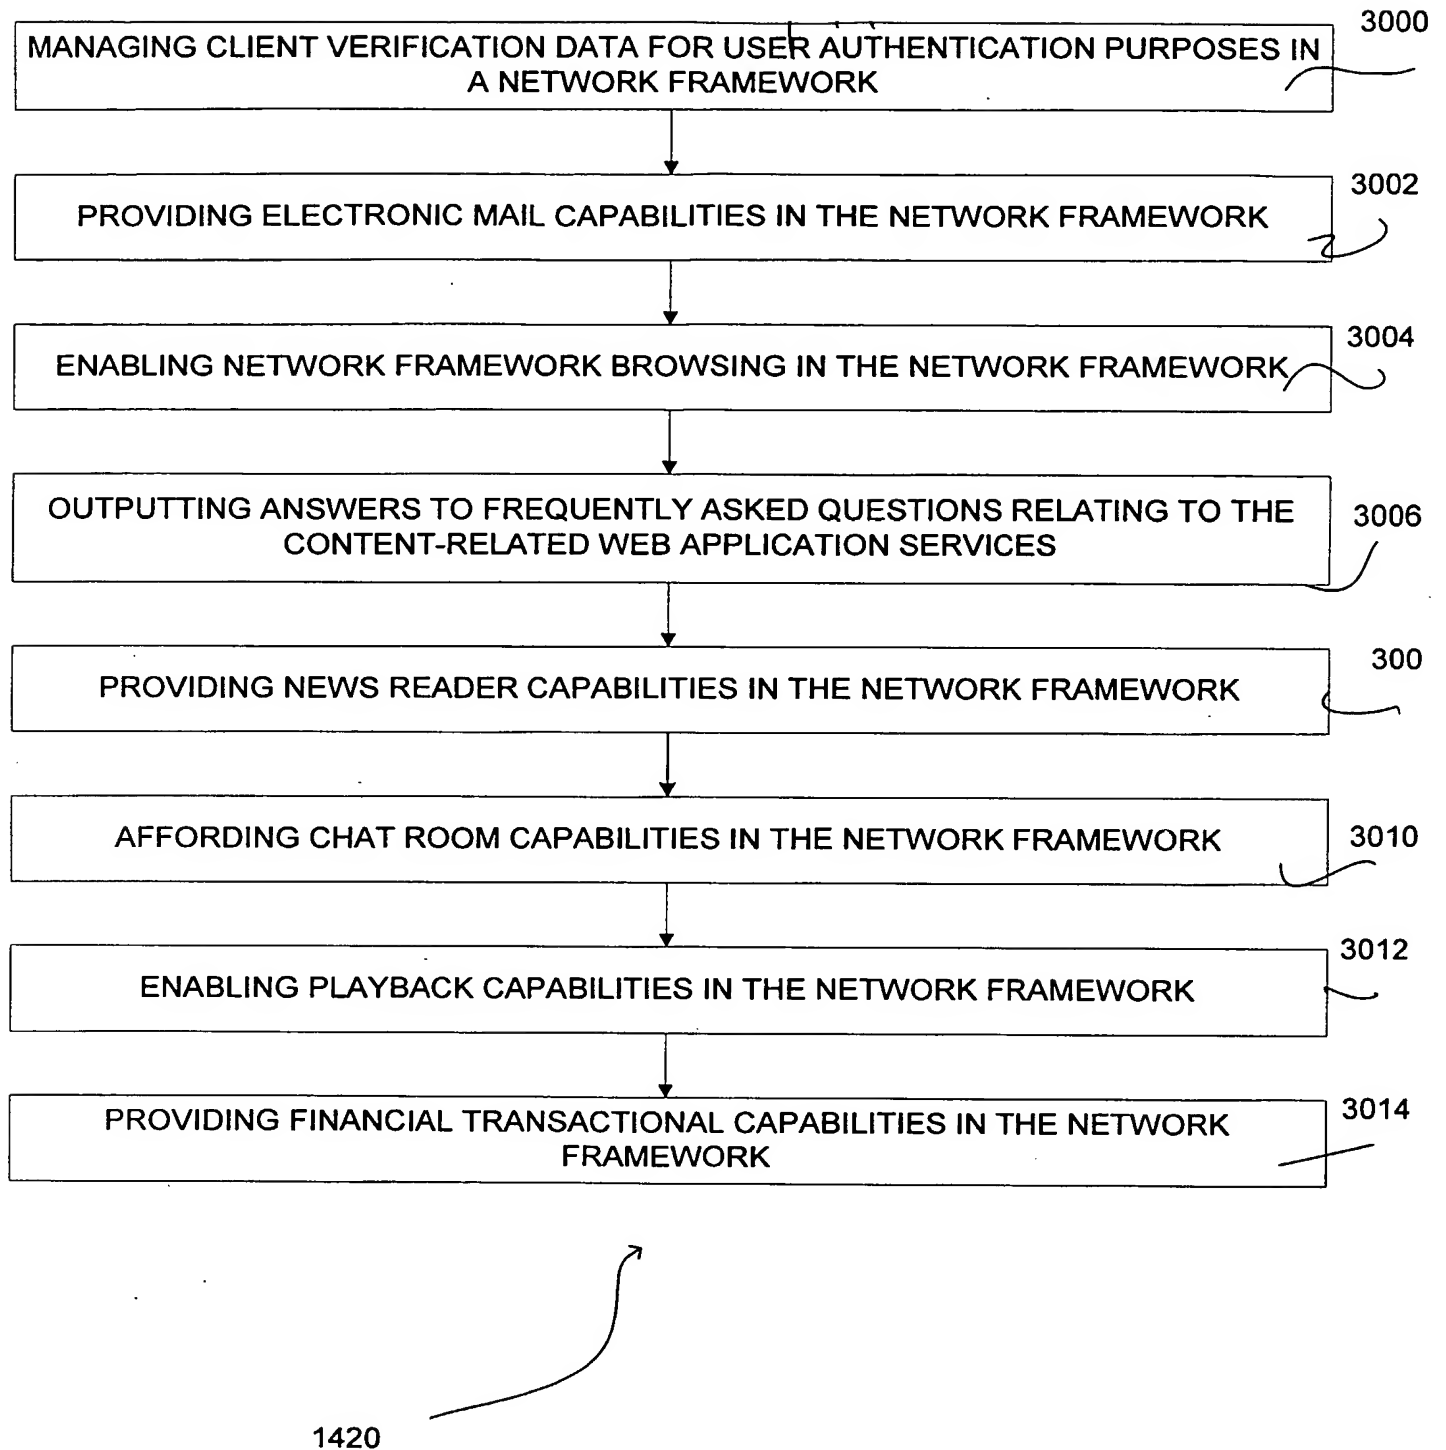 3000
MANAGING CLIENT VERIFICATION DATA FOR USER AUTHENTICATION PURPOSES IN
A NETWORK FRAMEWORK
3002
PROVIDING ELECTRONIC MAIL CAPABILITIES IN THE NETWORK FRAMEWORK
3004
ENABLING NETWORK FRAMEWORK BROWSING IN THE NETWORK FRAMEWORK
OUTPUTTING ANSWERS TO FREQUENTLY ASKED QUESTIONS RELATING TO THE
CONTENT-RELATED WEB APPLICATION SERVICES
3006
300
PROVIDING NEWS READER CAPABILITIES IN THE NETWORK FRAMEWORK
AFFORDING CHAT ROOM CAPABILITIES IN THE NETWORK FRAMEWORK
3010
3012
ENABLING PLAYBACK CAPABILITIES IN THE NETWORK FRAMEWORK
3014
PROVIDING FINANCIAL TRANSACTIONAL CAPABILITIES IN THE NETWORK
FRAMEWORK
1420